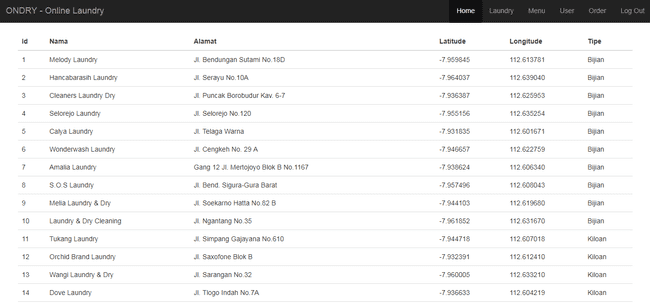 ONDRY - Online Laundry Home Laundry Menu User Order Log Out
Id Nama Alamat Latitude Longitude Tipe
1 Melody Laundry Jl. Bendungan Sutami No.18D -7.959845 112.613781 Bijian
2 Hancabarasih Laundry Jl. Serayu No.10A -7.964037 112.639040 Bijian
3 Cleaners Laundry Dry Jl. Puncak Borobudur Kav. 6-7 -7.936387 112.625953 Bijian
4 Selorejo Laundry Jl. Selorejo No.120 -7.955156 112.635254 Bijian
5 Calya Laundry Jl. Telaga Warna -7.931835 112.601671 Bijian
6 Wonderwash Laundry Jl. Cengkeh No. 29 A -7.946657 112.622759 Bijian
7 Amalia Laundry Gang 12 Jl. Mertojoyo Blok B No.1167 -7.938624 112.606340 Bijian
8 S.O.S Laundry Jl. Bend. Sigura-Gura Barat -7.957496 112.608043 Bijian
9 Melia Laundry & Dry Jl. Soekarno Hatta No.82 B -7.944103 112.619680 Bijian
10 Laundry & Dry Cleaning Jl. Ngantang No.35 -7.961852 112.631670 Bijian
11 Tukang Laundry Jl. Simpang Gajayana No.610 -7.944718 112.607018 Kiloan
12 Orchid Brand Laundry Jl. Saxofone Blok B -7.932391 112.612410 Kiloan
13 Wangi Laundry & Dry Jl. Sarangan No.32 -7.960005 112.633210 Kiloan
14 Dove Laundry Jl. Tlogo Indah No.7A -7.936633 112.604219 Kiloan